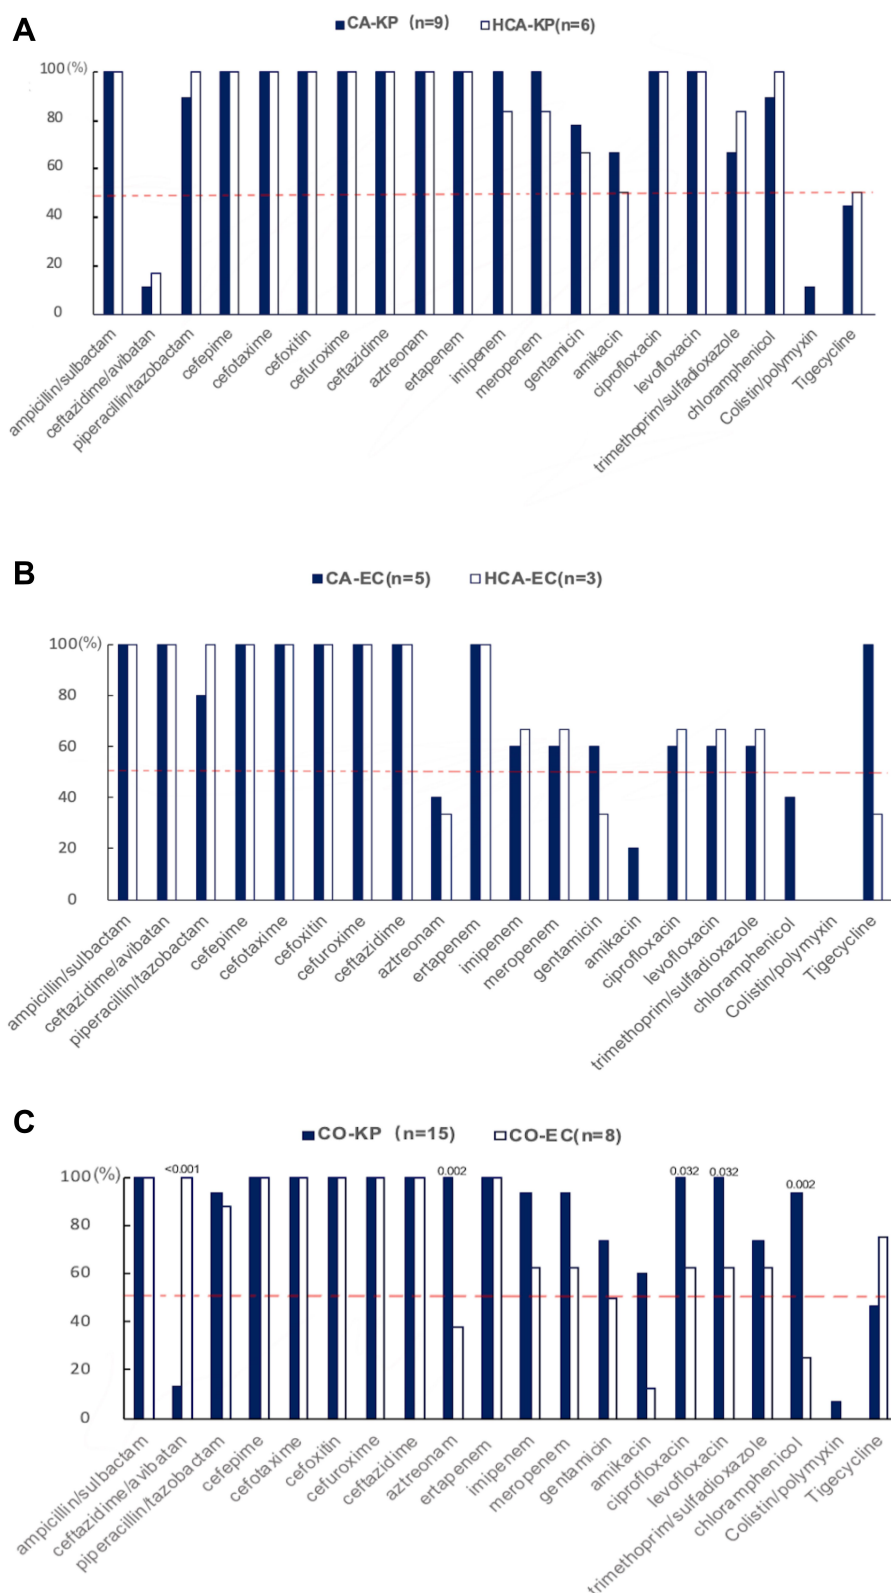 A
CA-KP (n=9) HCA-KP(n=6)
100(%)
80
60
40
20
0
ampicillin/sulbactam
ceftazidime/avibatan
piperacillin/tazobactam
cefepime
cefotaxime
cefoxitin
cefuroxime
ceftazidime
aztreonam
ertapenem
imipenem
meropenem
gentamicin
amikacin
ciprofloxacin
levofloxacin
trimethoprim/sulfadioxazole
chloramphenicol
Colistin/polymyxin
Tigecycline
B
CA-EC(n=5) HCA-EC(n=3)
100(%)
80
60
40
20
0
ampicillin/sulbactam
ceftazidime/avibatan
piperacillin/tazobactam
cefepime
cefotaxime
cefoxitin
cefuroxime
ceftazidime
aztreonam
ertapenem
imipenem
meropenem
gentamicin
amikacin
ciprofloxacin
levofloxacin
trimethoprim/sulfadioxazole
chloramphenicol
Colistin/polymyxin
Tigecycline
C
CO-KP (n=15) CO-EC(n=8)
100(%)
80
60
40
20
0
<0.001
0.002
0.032
0.032
0.002
ampicillin/sulbactam
ceftazidime/avibatan
piperacillin/tazobactam
cefepime
cefotaxime
cefoxitin
cefuroxime
ceftazidime
aztreonam
ertapenem
imipenem
meropenem
gentamicin
amikacin
ciprofloxacin
levofloxacin
trimethoprim/sulfadioxazole
chloramphenicol
Colistin/polymyxin
Tigecycline